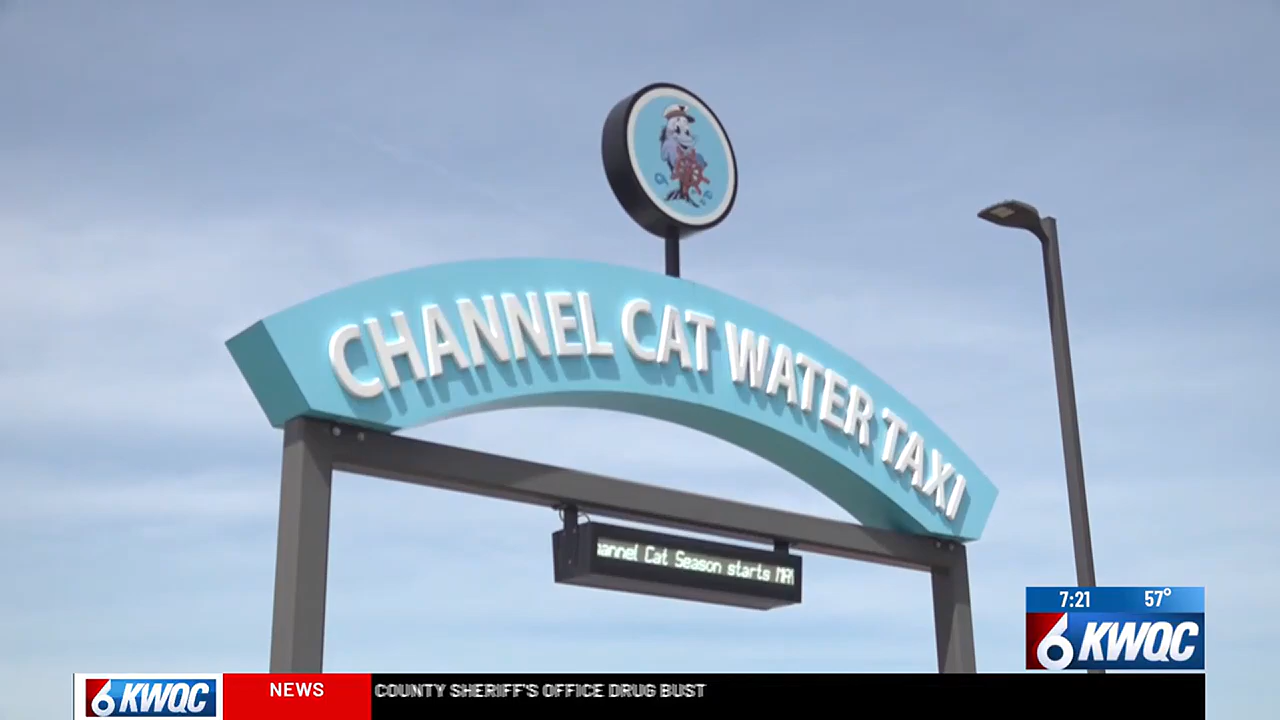 CHANNEL CAT WATER TAXI
annel Cat Season starts
7:21 57°
6 KWQC
6 KWQC
NEWS
COUNTY SHERIFF'S OFFICE DRUG BUST